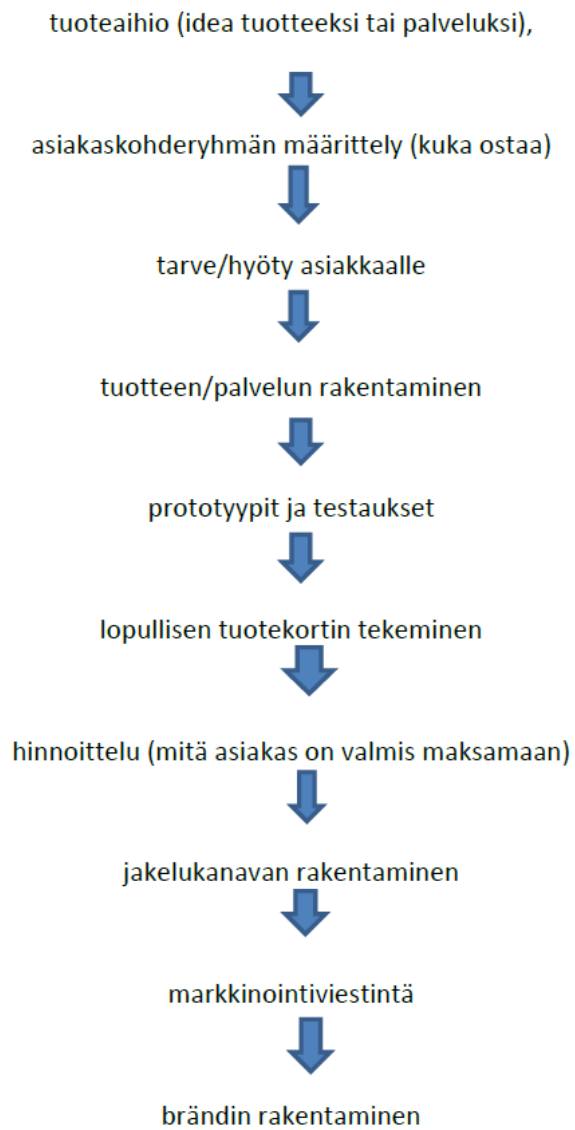 tuoteaihio (idea tuotteeksi tai palveluksi),
asiakaskohderyhmän määrittely (kuka ostaa)
tarve/hyöty asiakkaalle
tuotteen/palvelun rakentaminen
prototyypit ja testaukset
lopullisen tuotekortin tekeminen
hinnoittelu (mitä asiakas on valmis maksamaan)
jakelukanavan rakentaminen
markkinointiviestintä
brändin rakentaminen